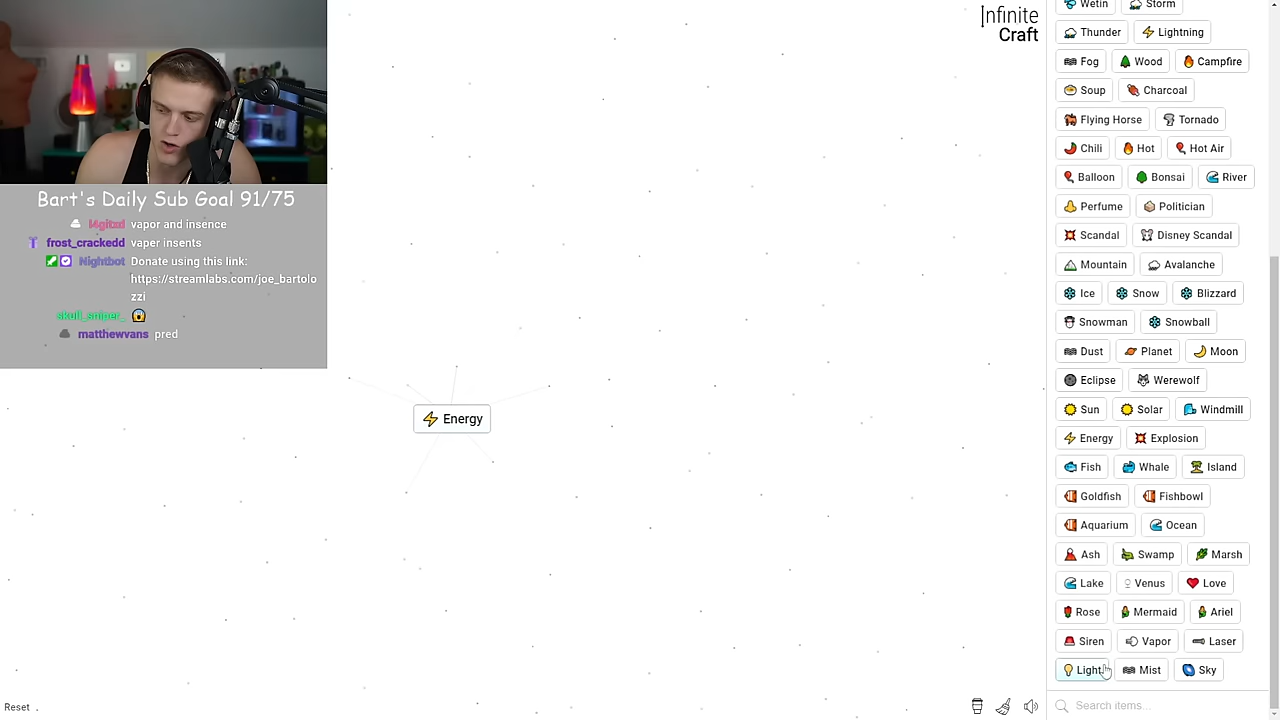 Infinite
Craft
Wetin Storm
Thunder Lightning
Fog Wood Campfire
Soup Charcoal
Flying Horse Tornado
Chili Hot Hot Air
Balloon Bonsai River
Perfume Politician
Scandal Disney Scandal
Mountain Avalanche
Ice Snow Blizzard
Snowman Snowball
Dust Planet Moon
Eclipse Werewolf
Sun Solar Windmill
Energy Explosion
Fish Whale Island
Goldfish Fishbowl
Aquarium Ocean
Ash Swamp Marsh
Lake Venus Love
Rose Mermaid Ariel
Siren Vapor Laser
Light Mist Sky
Search items...
Bart's Daily Sub Goal 91/75
vapor and insence
frost_crackedd vaper insents
Nightbot Donate using this link:
https://streamlabs.com/joe_bartolo
zzi
skull_sniper_
matthewvans pred
Energy
Reset